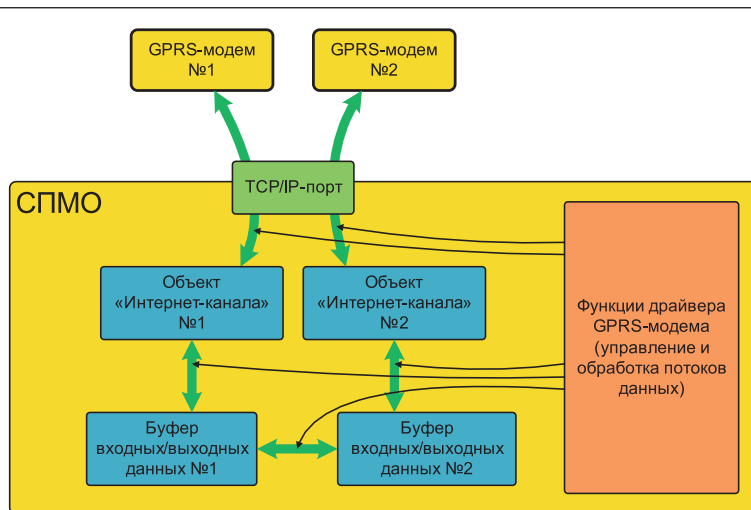 GPRS-модем
№1
GPRS-модем
№2
TCP/IP-порт
СПМО
Объект
«Интернет-канала»
№1
Объект
«Интернет-канала»
№2
Функции драйвера
GPRS-модема
(управление и
обработка потоков
данных)
Буфер
входных/выходных
данных №1
Буфер
входных/выходных
данных №2